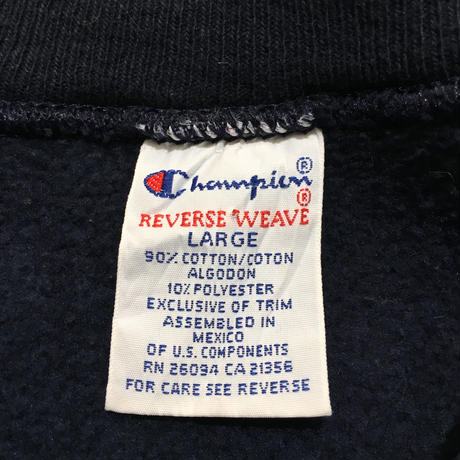 Champion ®
REVERSE WEAVE ®
LARGE
90% COTTON/COTON
ALGODON
10% POLYESTER
EXCLUSIVE OF TRIM
ASSEMBLED IN
MEXICO
OF U.S. COMPONENTS
RN 26094 CA 21356
FOR CARE SEE REVERSE